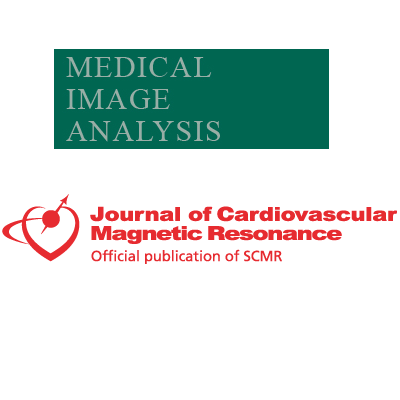 MEDICAL
IMAGE
ANALYSIS
Journal of Cardiovascular
Magnetic Resonance
Official publication of SCMR